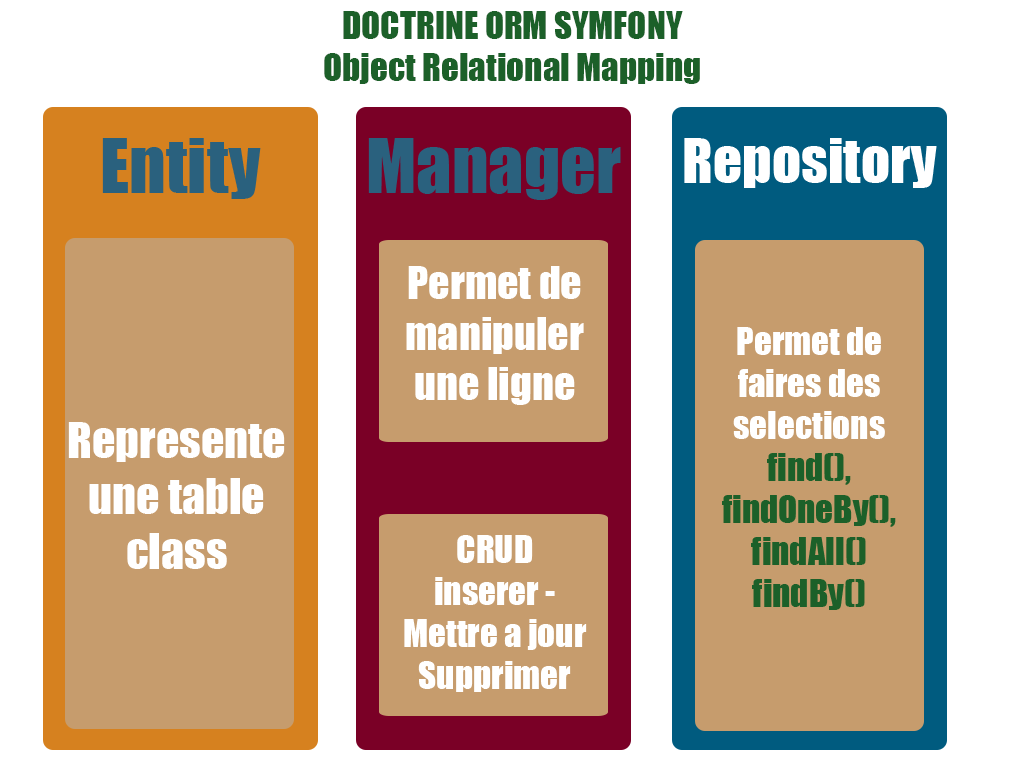 DOCTRINE ORM SYMFONY
Object Relational Mapping
Entity
Represente
une table
class
Manager
Permet de
manipuler
une ligne
CRUD
inserer -
Mettre a jour
Supprimer
Repository
Permet de
faires des
selections
find(),
findOneBy(),
findAll()
findBy()